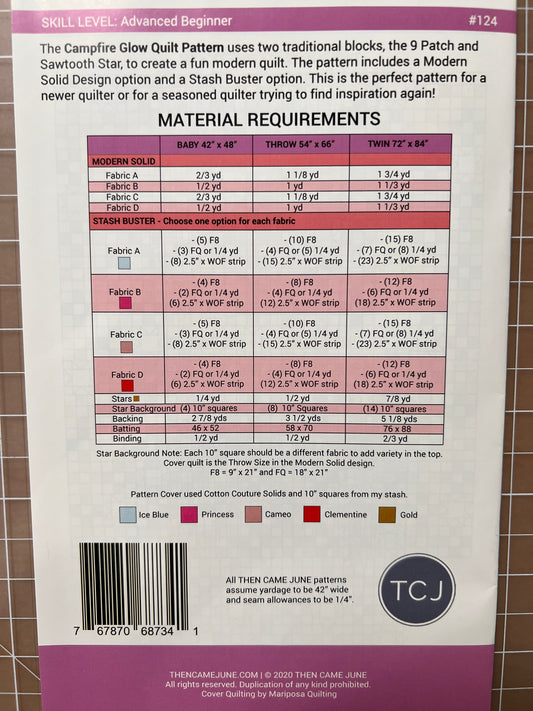 SKILL LEVEL: Advanced Beginner #124
The Campfire Glow Quilt Pattern uses two traditional blocks, the 9 Patch and
Sawtooth Star, to create a fun modern quilt. The pattern includes a Modern
Solid Design option and a Stash Buster option. This is the perfect pattern for a
newer quilter or for a seasoned quilter trying to find inspiration again!
MATERIAL REQUIREMENTS
BABY 42" x 48" THROW 54" x 66" TWIN 72" x 84"
MODERN SOLID
Fabric A 2/3 yd 1 1/8 yd 1 3/4 yd
Fabric B 1/2 yd 1 yd 1 1/3 yd
Fabric C 2/3 yd 1 1/8 yd 1 3/4 yd
Fabric D 1/2 yd 1 yd 1 1/3 yd
STASH BUSTER - Choose one option for each fabric
- (5) F8 - (10) F8 - (15) F8
Fabric A - (3) FQ or 1/4 yd - (4) FQ or (5) 1/4 yd - (7) FQ or (8) 1/4 yd
- (8) 2.5" x WOF strip - (15) 2.5" x WOF strip - (23) 2.5" x WOF strip
- (4) F8 - (8) F8 - (12) F8
Fabric B - (2) FQ or 1/4 yd - (4) FQ or 1/4 yd - (6) FQ or 1/4 yd
(6) 2.5" x WOF strip (12) 2.5" x WOF strip (18) 2.5" x WOF strip
- (5) F8 - (10) F8 - (15) F8
Fabric C - (3) FQ or 1/4 yd - (4) FQ or (5) 1/4 yd - (7) FQ or (8) 1/4 yd
- (8) 2.5" x WOF strip - (15) 2.5" x WOF strip - (23) 2.5" x WOF strip
- (4) F8 - (8) F8 - (12) F8
Fabric D - (2) FQ or 1/4 yd - (4) FQ or 1/4 yd - (6) FQ or 1/4 yd
(6) 2.5" x WOF strip (12) 2.5" x WOF strip (18) 2.5" x WOF strip
Stars 1/4 yd 1/2 yd 7/8 yd
Star Background (4) 10" squares (8) 10" Squares (14) 10" squares
Backing 2 7/8 yds 3 1/2 yds 5 1/8 yds
Batting 46 x 52 58 x 70 76 x 88
Binding 1/2 yd 1/2 yd 2/3 yd
Star Background Note: Each 10" square should be a different fabric to add variety in the top.
Cover quilt is the Throw Size in the Modern Solid design.
F8 = 9" x 21" and FQ = 18" x 21"
Pattern Cover used Cotton Couture Solids and 10" squares from my stash.
Ice Blue Princess Cameo Clementine Gold
All THEN CAME JUNE patterns
assume yardage to be 42" wide
and seam allowances to be 1/4".
TCJ
7 67870 68734 1
THENCAMEJUNE.COM | © 2020 THEN CAME JUNE
All rights reserved. Duplication of any kind prohibited.
Cover Quilting by Mariposa Quilting